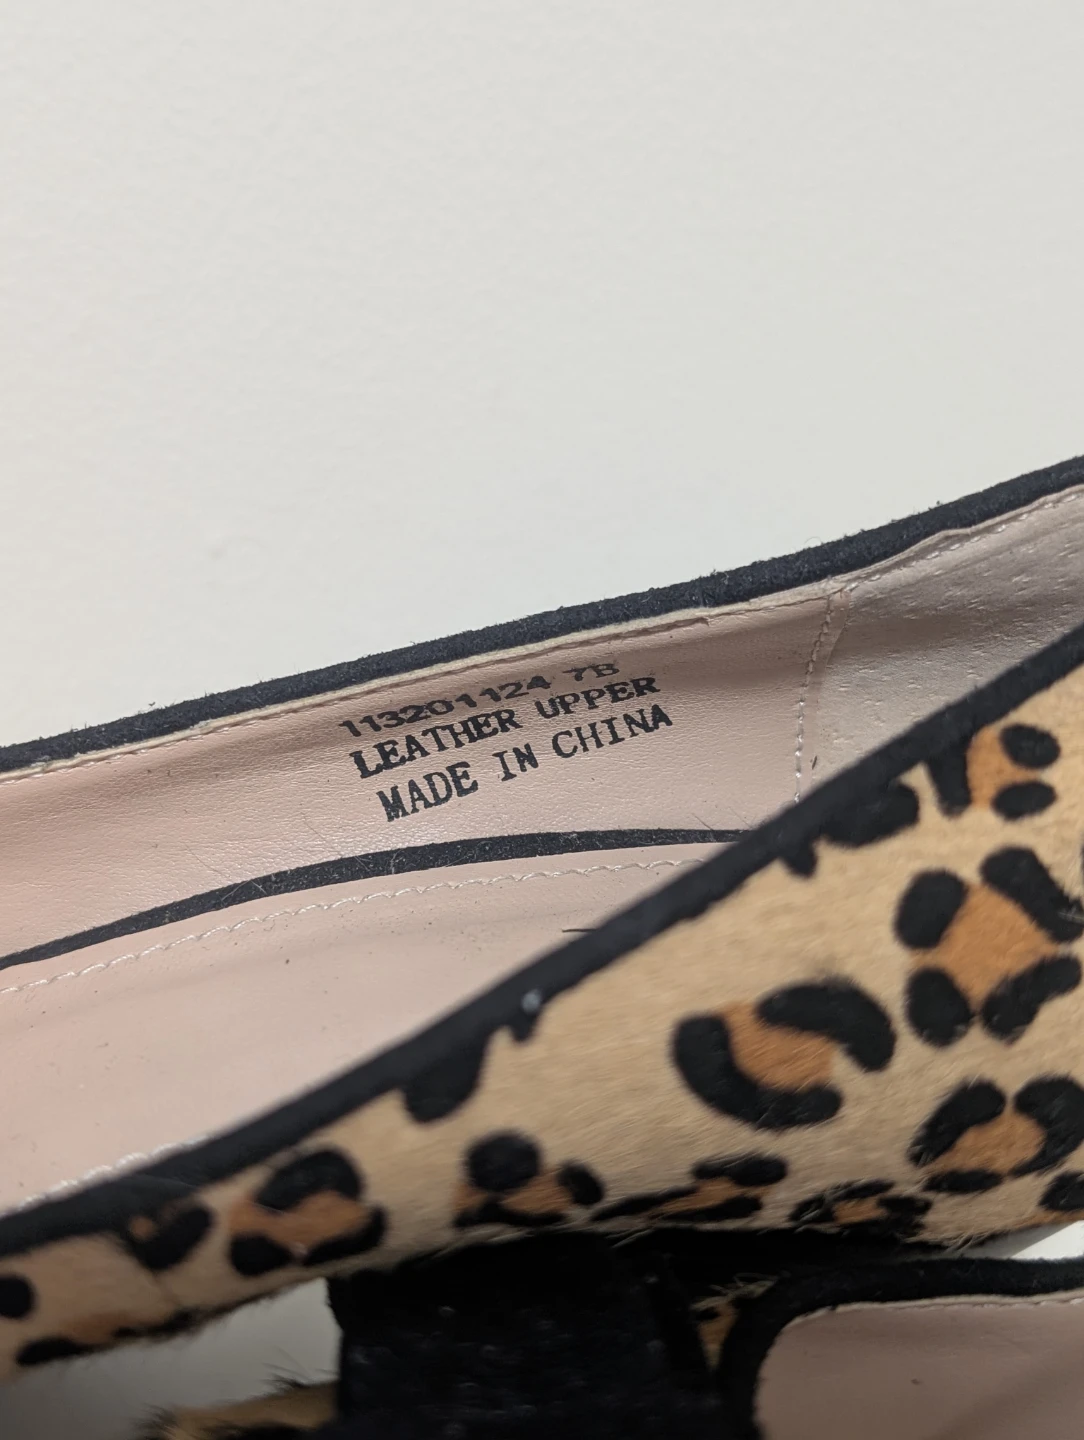 113201124 7B
LEATHER UPPER
MADE IN CHINA